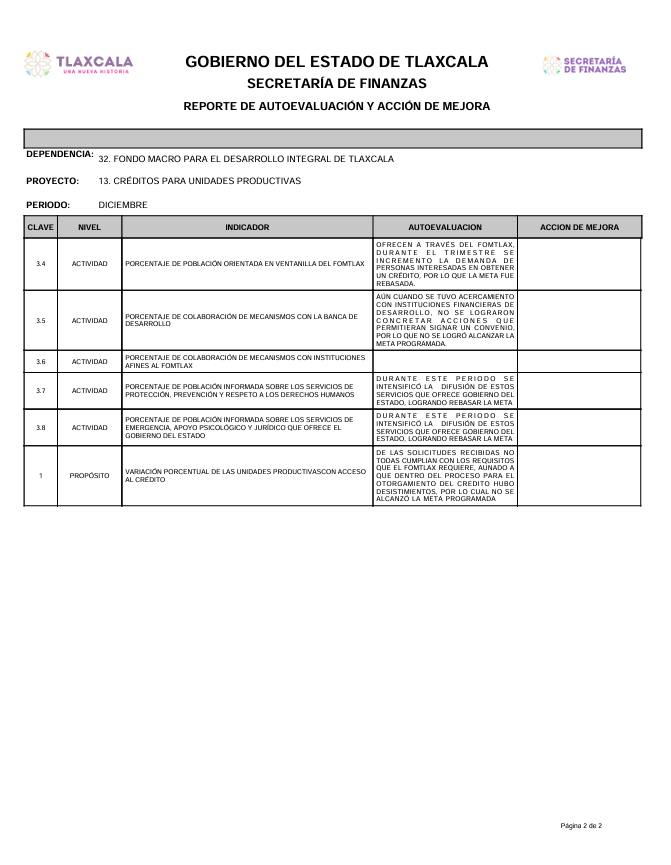 TLAXCALA
UNA NUEVA HISTORIA
GOBIERNO DEL ESTADO DE TLAXCALA
SECRETARÍA DE FINANZAS
REPORTE DE AUTOEVALUACIÓN Y ACCIÓN DE MEJORA
SECRETARÍA
DE FINANZAS
DEPENDENCIA: 32. FONDO MACRO PARA EL DESARROLLO INTEGRAL DE TLAXCALA
PROYECTO: 13. CRÉDITOS PARA UNIDADES PRODUCTIVAS
PERIODO: DICIEMBRE
CLAVE NIVEL INDICADOR AUTOEVALUACION ACCION DE MEJORA
3.4 ACTIVIDAD PORCENTAJE DE POBLACIÓN ORIENTADA EN VENTANILLA DEL FOMTLAX
OFRECEN A TRAVÉS DEL FOMTLAX,
DURANTE EL TRIMESTRE SE
INCREMENTO LA DEMANDA DE
PERSONAS INTERESADAS EN OBTENER
UN CRÉDITO, POR LO QUE LA META FUE
REBASADA.
3.5 ACTIVIDAD PORCENTAJE DE COLABORACIÓN DE MECANISMOS CON LA BANCA DE
DESARROLLO
AÚN CUANDO SE TUVO ACERCAMIENTO
CON INSTITUCIONES FINANCIERAS DE
DESARROLLO, NO SE LOGRARON
CONCRETAR ACCIONES QUE
PERMITIERAN SIGNAR UN CONVENIO,
POR LO QUE NO SE LOGRÓ ALCANZAR LA
META PROGRAMADA.
3.6 ACTIVIDAD PORCENTAJE DE COLABORACIÓN DE MECANISMOS CON INSTITUCIONES
AFINES AL FOMTLAX
3.7 ACTIVIDAD PORCENTAJE DE POBLACIÓN INFORMADA SOBRE LOS SERVICIOS DE
PROTECCIÓN, PREVENCIÓN Y RESPETO A LOS DERECHOS HUMANOS
DURANTE ESTE PERIODO SE
INTENSIFICÓ LA DIFUSIÓN DE ESTOS
SERVICIOS QUE OFRECE GOBIERNO DEL
ESTADO, LOGRANDO REBASAR LA META
3.8 ACTIVIDAD PORCENTAJE DE POBLACIÓN INFORMADA SOBRE LOS SERVICIOS DE
EMERGENCIA, APOYO PSICOLÓGICO Y JURÍDICO QUE OFRECE EL
GOBIERNO DEL ESTADO
DURANTE ESTE PERIODO SE
INTENSIFICÓ LA DIFUSIÓN DE ESTOS
SERVICIOS QUE OFRECE GOBIERNO DEL
ESTADO, LOGRANDO REBASAR LA META
1 PROPÓSITO VARIACIÓN PORCENTUAL DE LAS UNIDADES PRODUCTIVASCON ACCESO
AL CRÉDITO
DE LAS SOLICITUDES RECIBIDAS NO
TODAS CUMPLIAN CON LOS REQUISITOS
QUE EL FOMTLAX REQUIERE, AUNADO A
QUE DENTRO DEL PROCESO PARA EL
OTORGAMIENTO DEL CREDITO HUBO
DESISTIMIENTOS, POR LO CUAL NO SE
ALCANZÓ LA META PROGRAMADA
Página 2 de 2